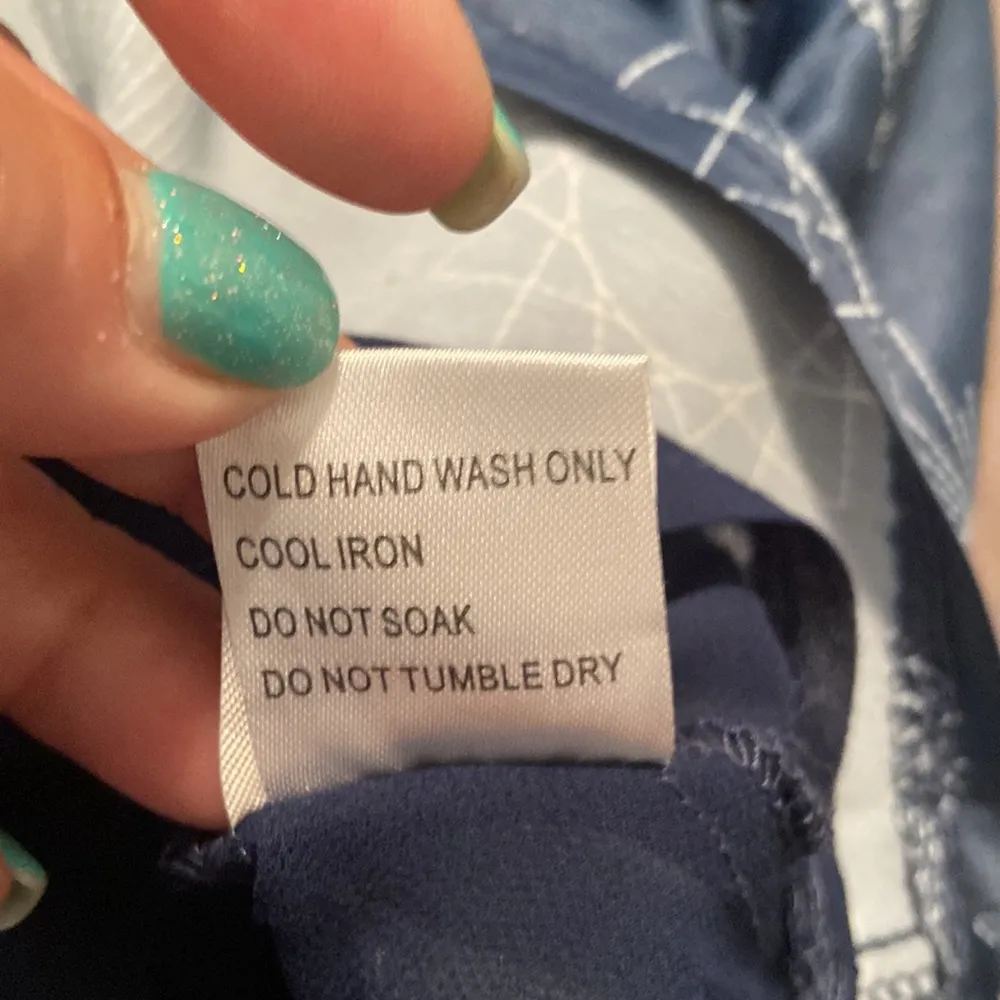 COLD HAND WASH ONLY
COOL IRON
DO NOT SOAK
DO NOT TUMBLE DRY